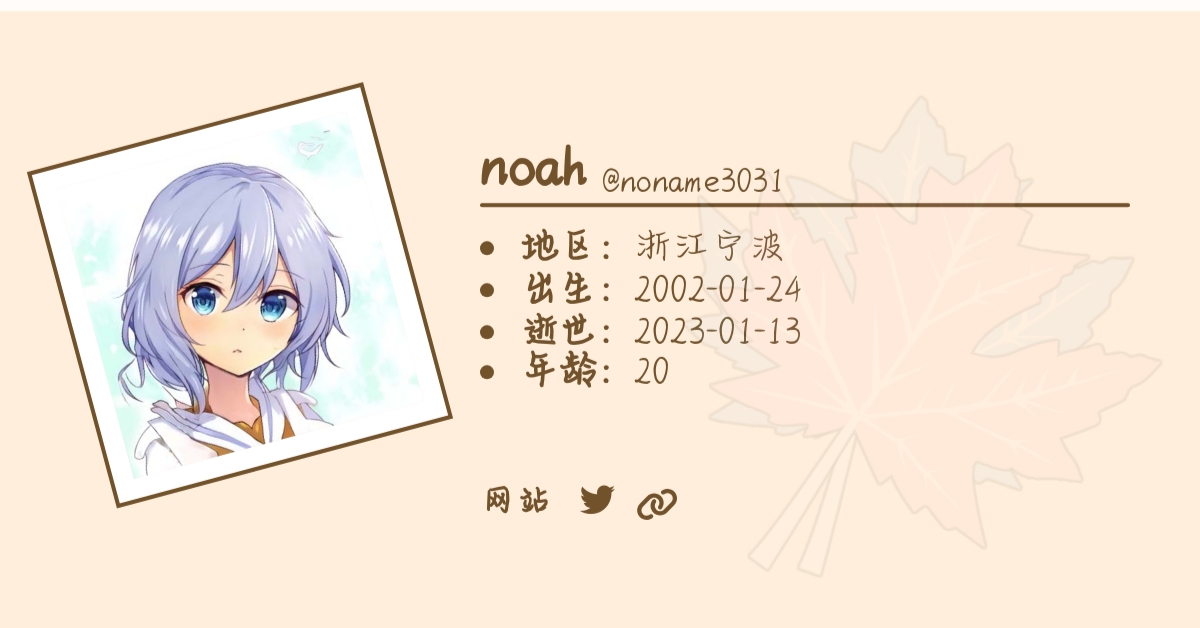 noah @noname3031
地区：浙江宁波
出生：2002-01-24
逝世：2023-01-13
年龄：20
网站